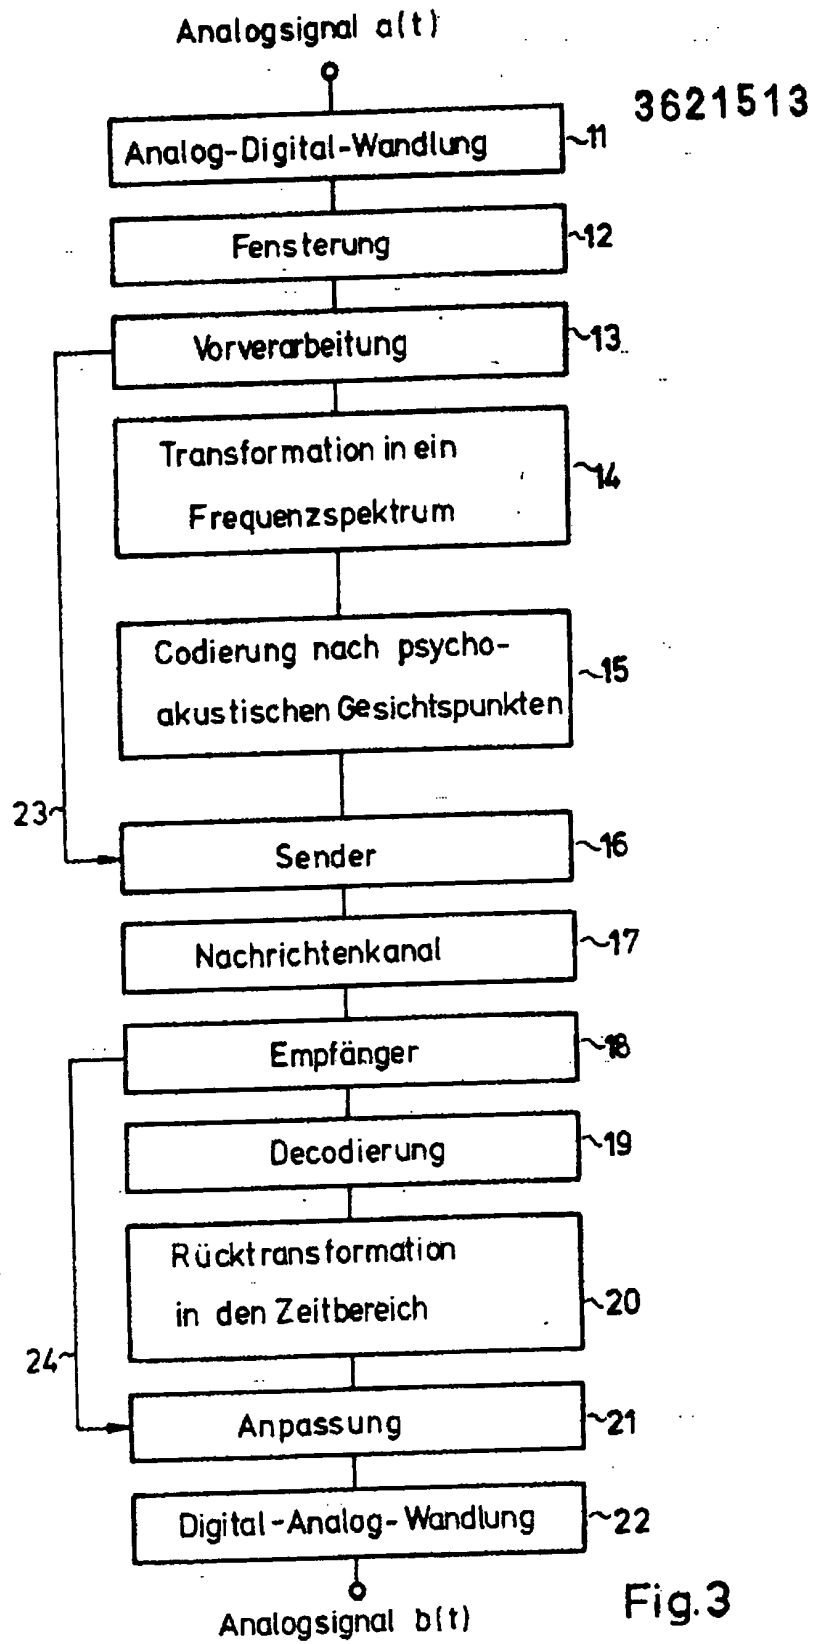 Analogsignal a(t)
3621513
Analog-Digital-Wandlung
11
Fensterung
12
Vorverarbeitung
13
Transformation in ein
Frequenzspektrum
14
Codierung nach psycho-
akustischen Gesichtspunkten
15
23
Sender
16
Nachrichtenkanal
17
Empfänger
18
Decodierung
19
Rücktransformation
in den Zeitbereich
20
24
Anpassung
21
Digital-Analog-Wandlung
22
Analogsignal b(t)
Fig.3